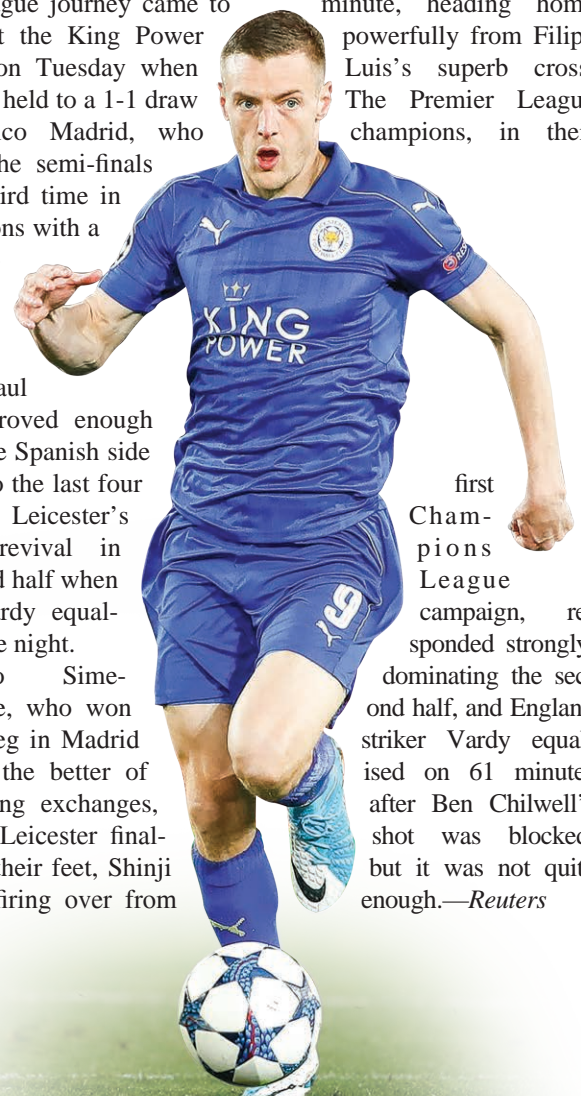 gue journey came to
t the King Power
on Tuesday when
held to a 1-1 draw
ico Madrid, who
he semi-finals
ird time in
ns with a
aul
roved enough
e Spanish side
o the last four
Leicester's
revival in
d half when
rdy equal-
e night.
o Sime-
e, who won
eg in Madrid
the better of
ng exchanges,
Leicester final-
their feet, Shinji
firing over from
minute, heading hom
powerfully from Filip
Luis's superb cross
The Premier Leagu
champions, in thei
first
Cham-
pions
League
campaign, re
sponded strongly
dominating the sec
ond half, and Englan
striker Vardy equal
ised on 61 minute
after Ben Chilwell'
shot was blocked
but it was not quit
enough.—Reuters
KING
POWER
9